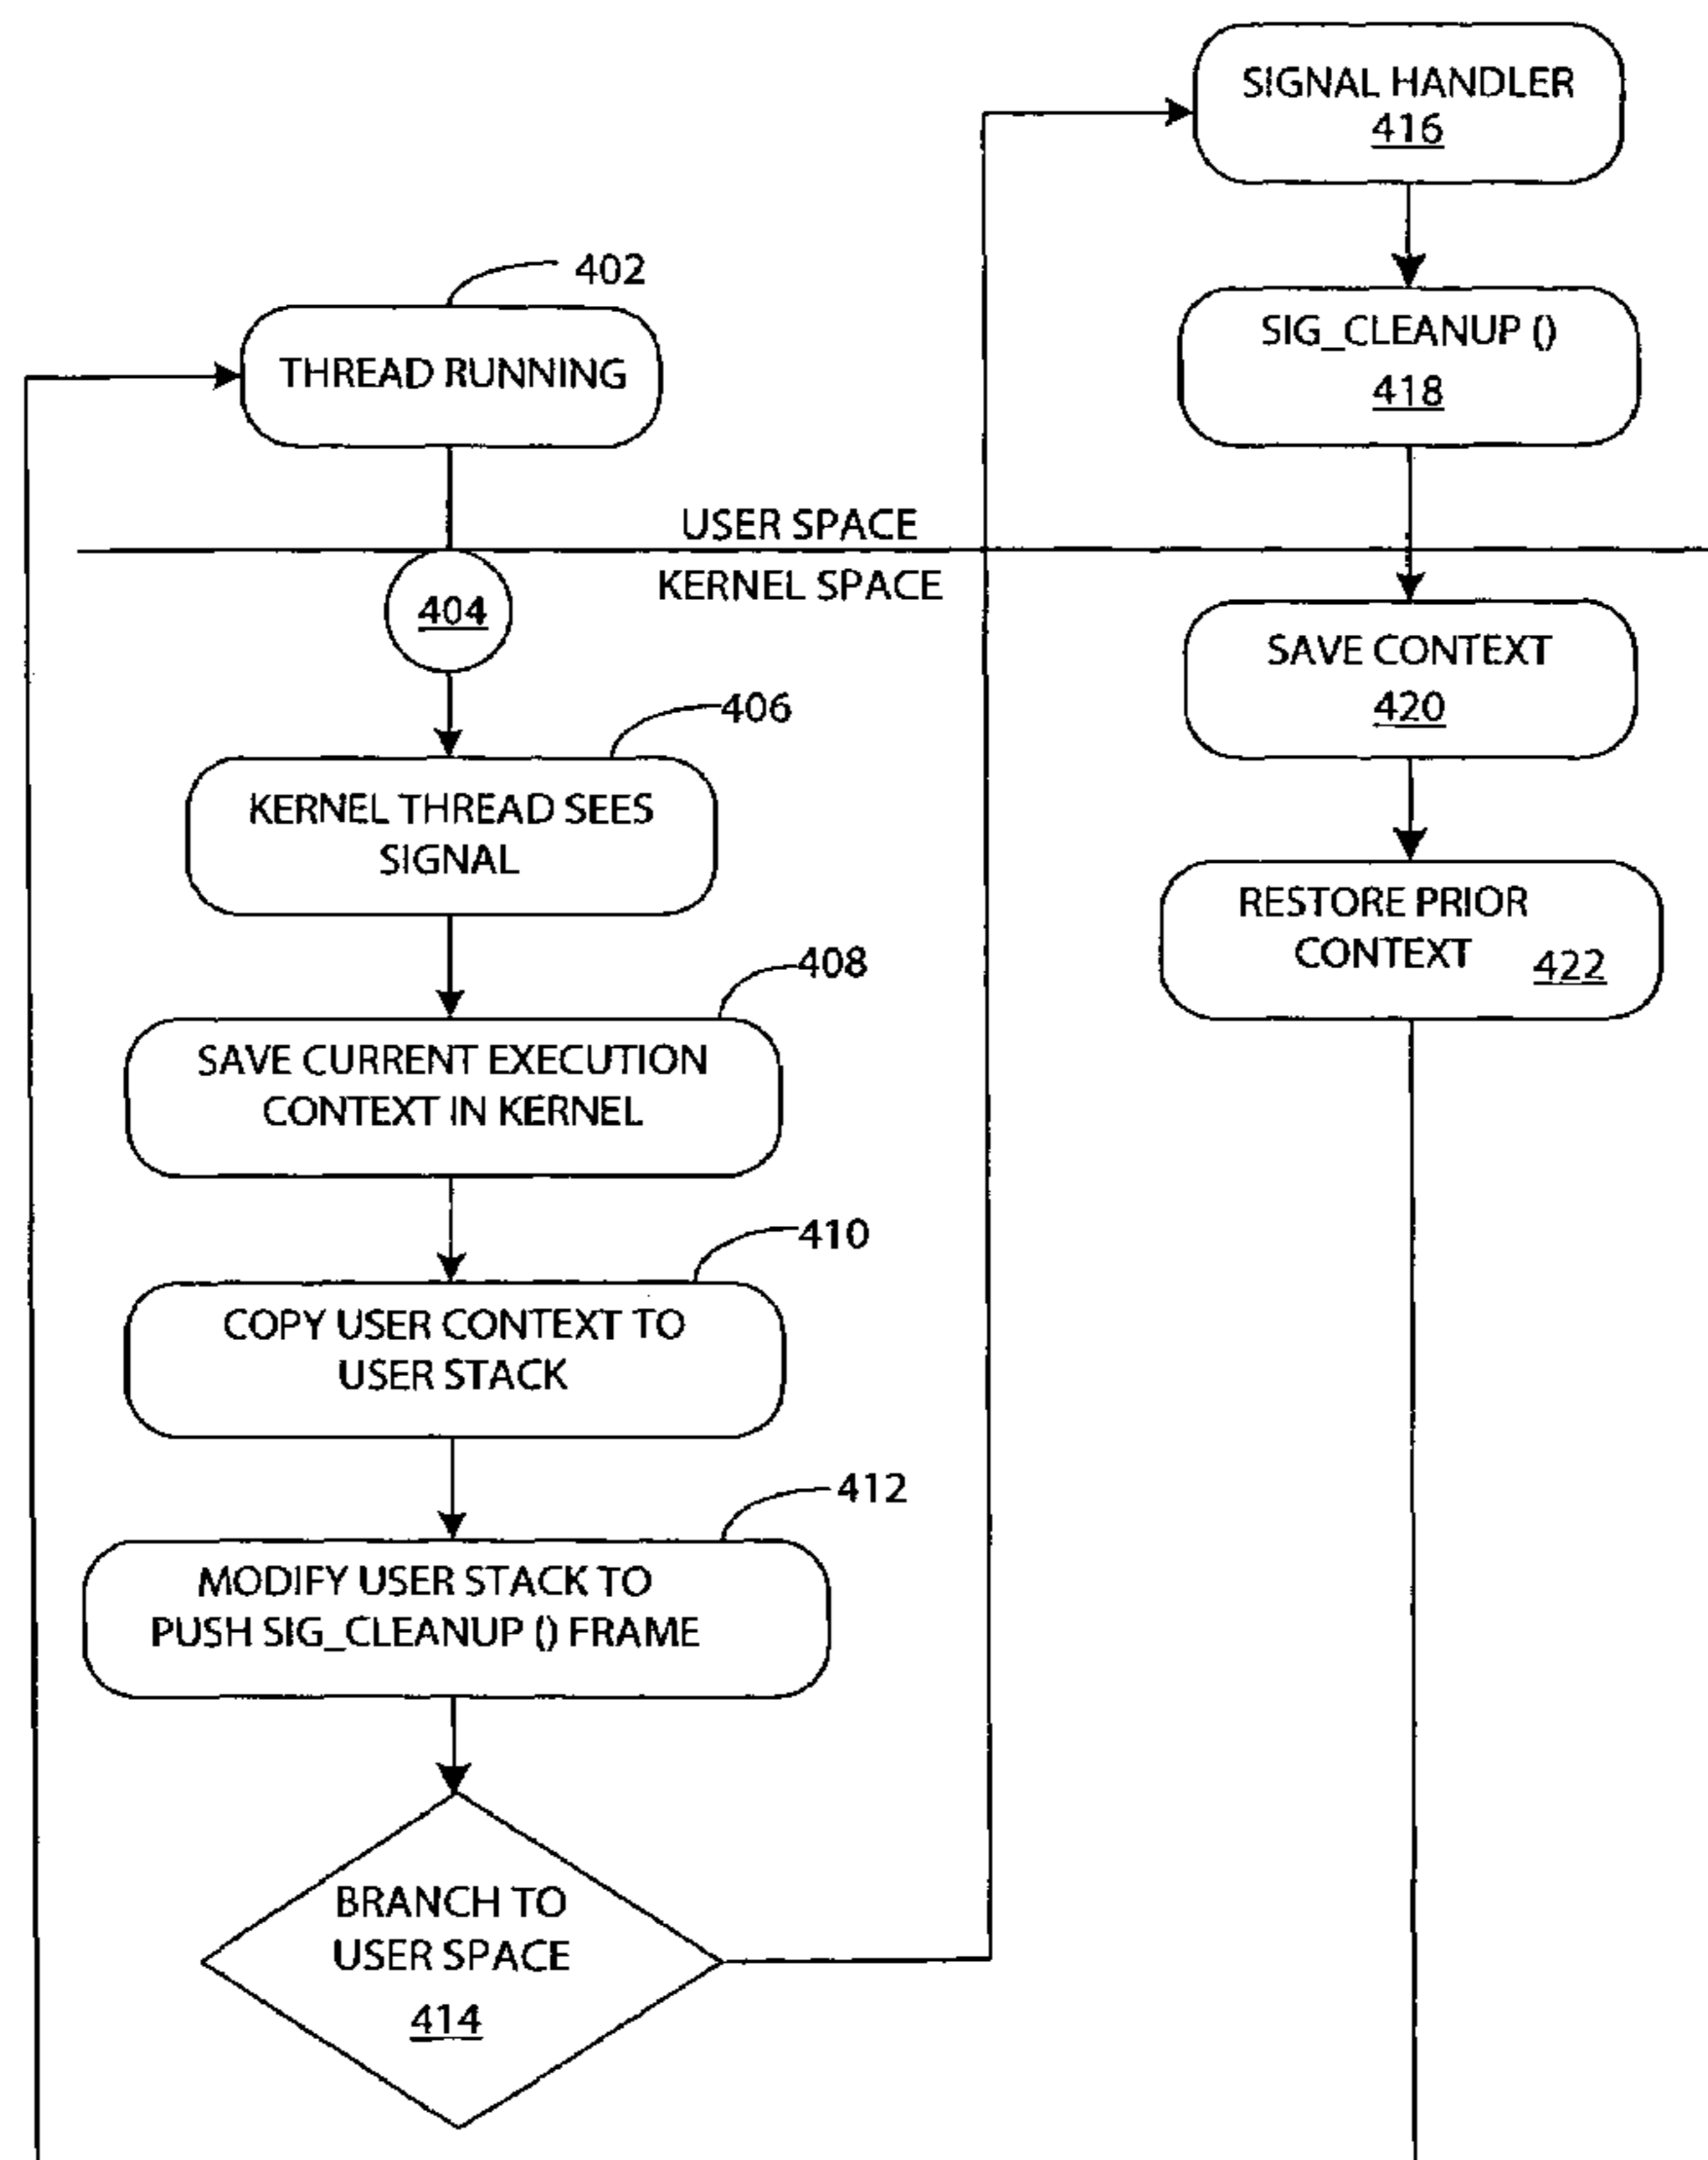 402
THREAD RUNNING
USER SPACE
KERNEL SPACE
404
406
KERNEL THREAD SEES
SIGNAL
408
SAVE CURRENT EXECUTION
CONTEXT IN KERNEL
410
COPY USER CONTEXT TO
USER STACK
412
MODIFY USER STACK TO
PUSH SIG_CLEANUP () FRAME
BRANCH TO
USER SPACE
414
SIGNAL HANDLER
416
SIG_CLEANUP ()
418
SAVE CONTEXT
420
RESTORE PRIOR
CONTEXT 422